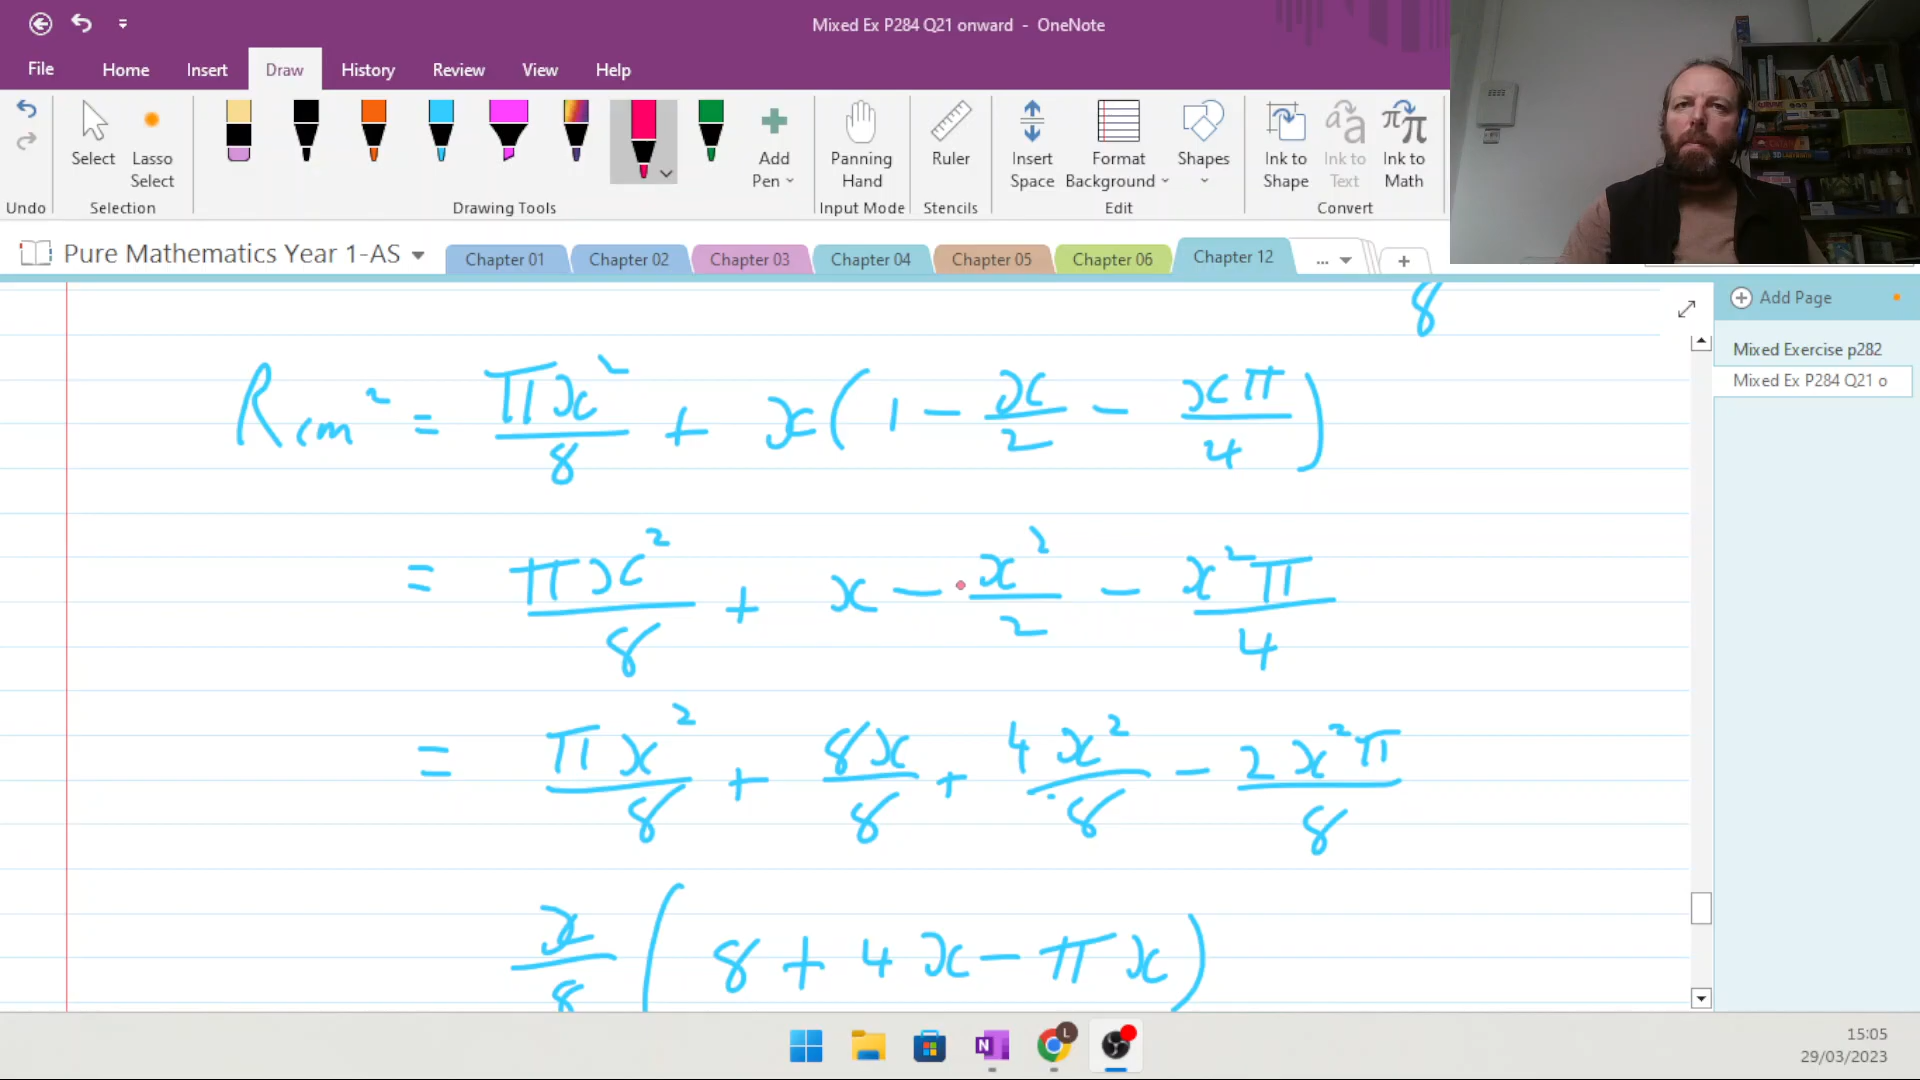 Mixed Ex P284 Q21 onward - OneNote
File Home Insert Draw History Review View Help
Select Lasso Select Add Pen Panning Hand Ruler Insert Space Format Background Shapes Ink to Shape Ink to Text Ink to Math
Undo Selection Drawing Tools Input Mode Stencils Edit Convert
Pure Mathematics Year 1-AS Chapter 01 Chapter 02 Chapter 03 Chapter 04 Chapter 05 Chapter 06 Chapter 12 ... +
Add Page
Mixed Exercise p282
Mixed Ex P284 Q21 o
8
R cm² = πx²/8 + x(1 - x/2 - xπ/4)
= πx²/8 + x - x²/2 - x²π/4
= πx²/8 + 8x/8 + 4x²/8 - 2x²π/8
x/8 (8 + 4x - πx)
L
N
15:05
29/03/2023